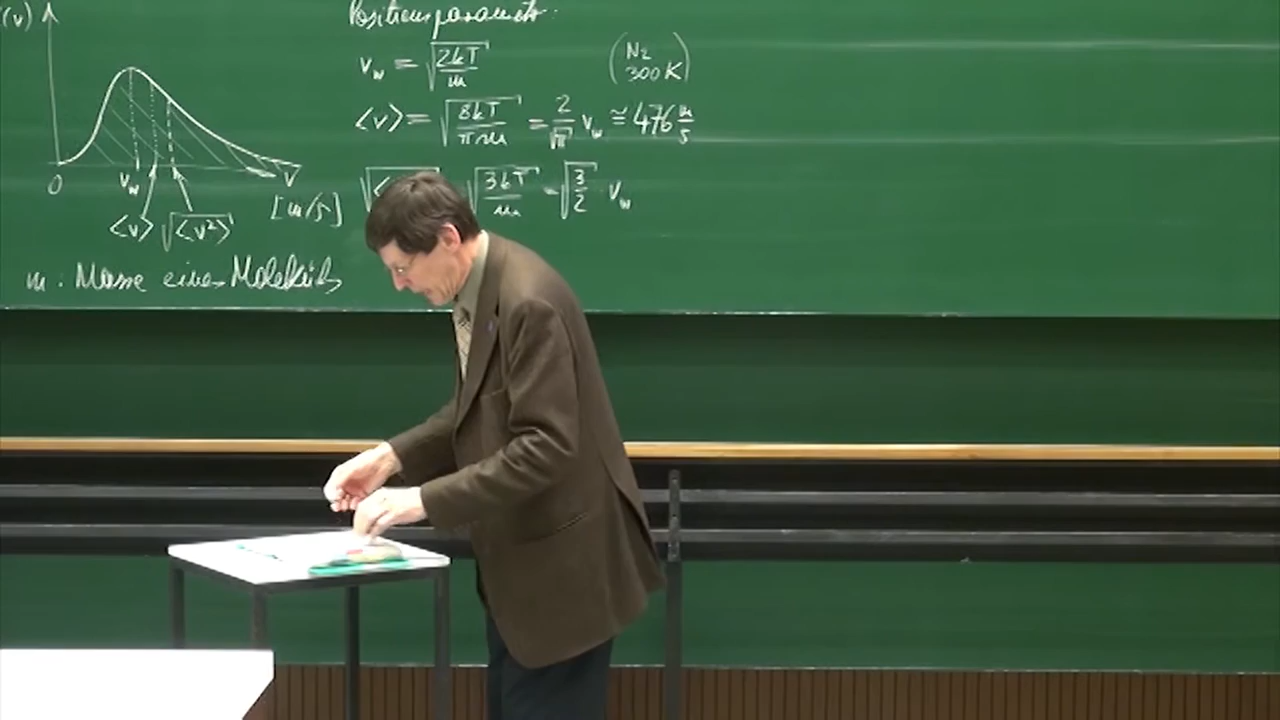 (v)
0
v_w
v
[m/s]
⟨v⟩ √⟨v²⟩
m : Masse eines Moleküls
Positionsparameter:
v_w = √(2kT/m)
(N₂
300 K)
⟨v⟩ = √(8kT/πm) = 2/√π v_w ≅ 476 m/s
√(3kT/m) = √(3/2) v_w